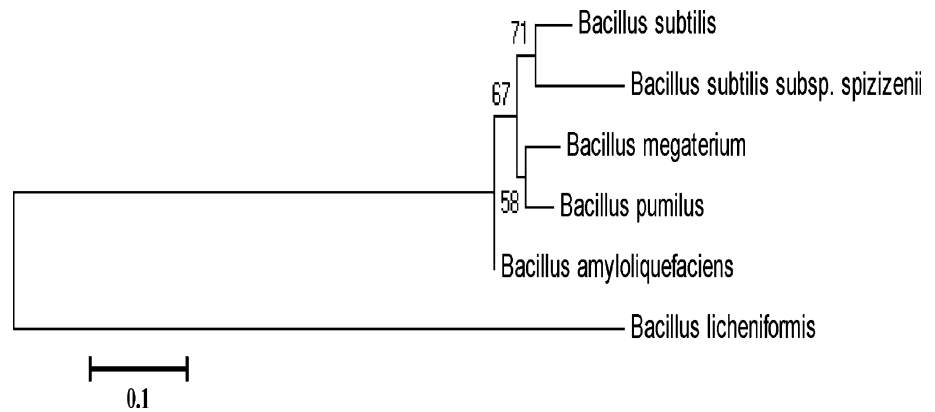 71
Bacillus subtilis
Bacillus subtilis subsp. spizizenii
67
Bacillus megaterium
58
Bacillus pumilus
Bacillus amyloliquefaciens
Bacillus licheniformis
0.1